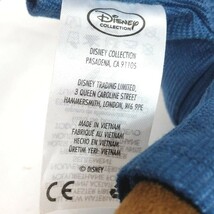 Disney
COLLECTION
DISNEY COLLECTION
PASADENA, CA 91105
DISNEY TRADING LIMITED,
3 QUEEN CAROLINE STREET
HAMMERSMITH, LONDON, W6 9PE
© DISNEY
MADE IN VIETNAM
FABRIQUÉ AU VIETNAM
HECHO EN VIETNAM
ÜRETİM YERİ VIETNAM
CE